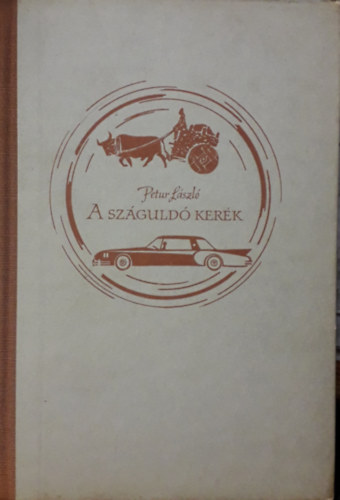 Petur László
A SZÁGULDÓ KERÉK